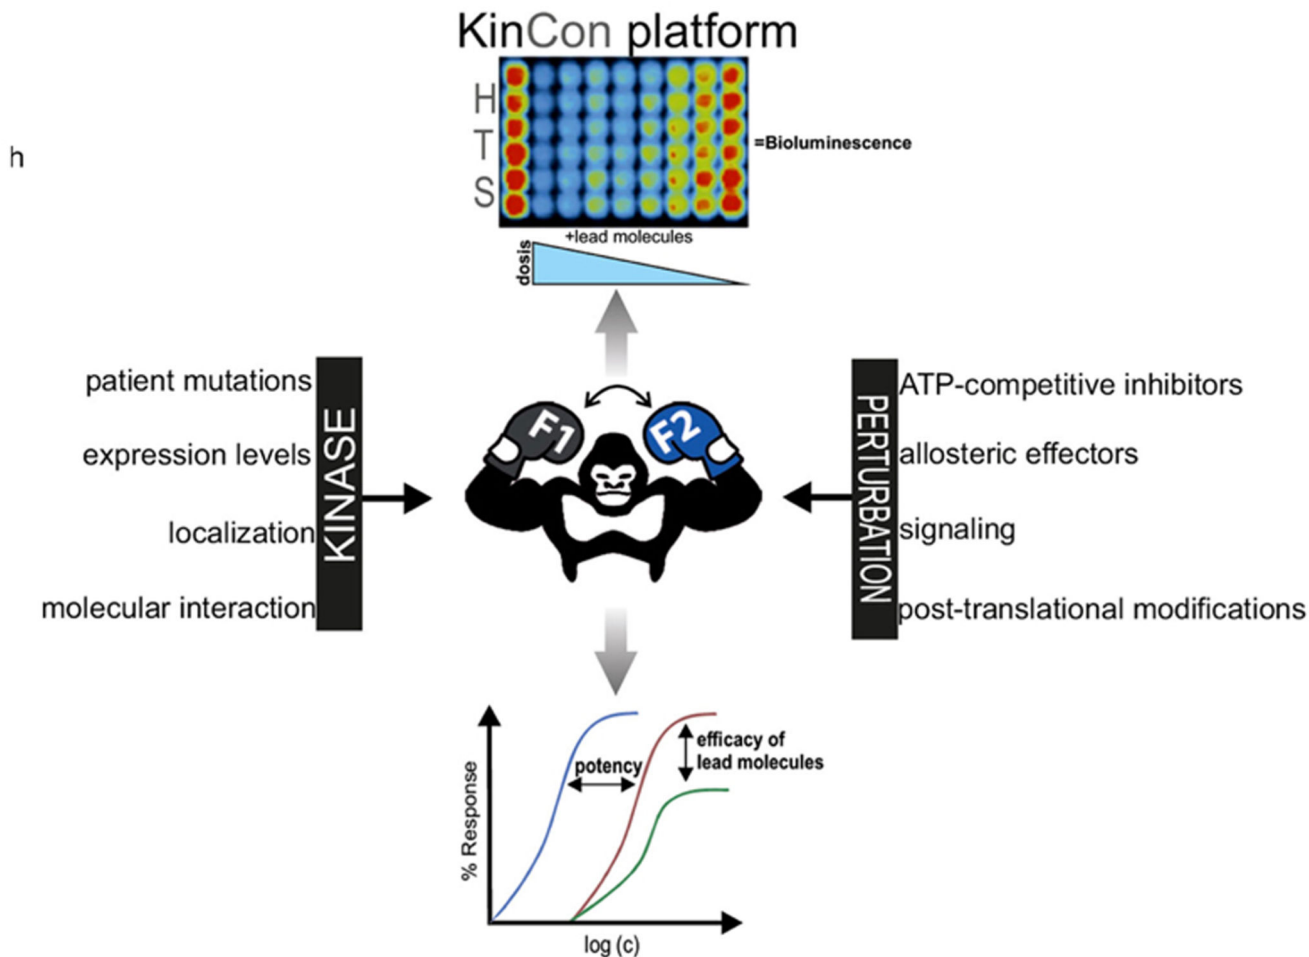 KinCon platform
H
T
S
=Bioluminescence
h
+lead molecules
dosis
patient mutations
expression levels
localization
molecular interaction
KINASE
F1
F2
PERTURBATION
ATP-competitive inhibitors
allosteric effectors
signaling
post-translational modifications
% Response
potency
efficacy of
lead molecules
log (c)